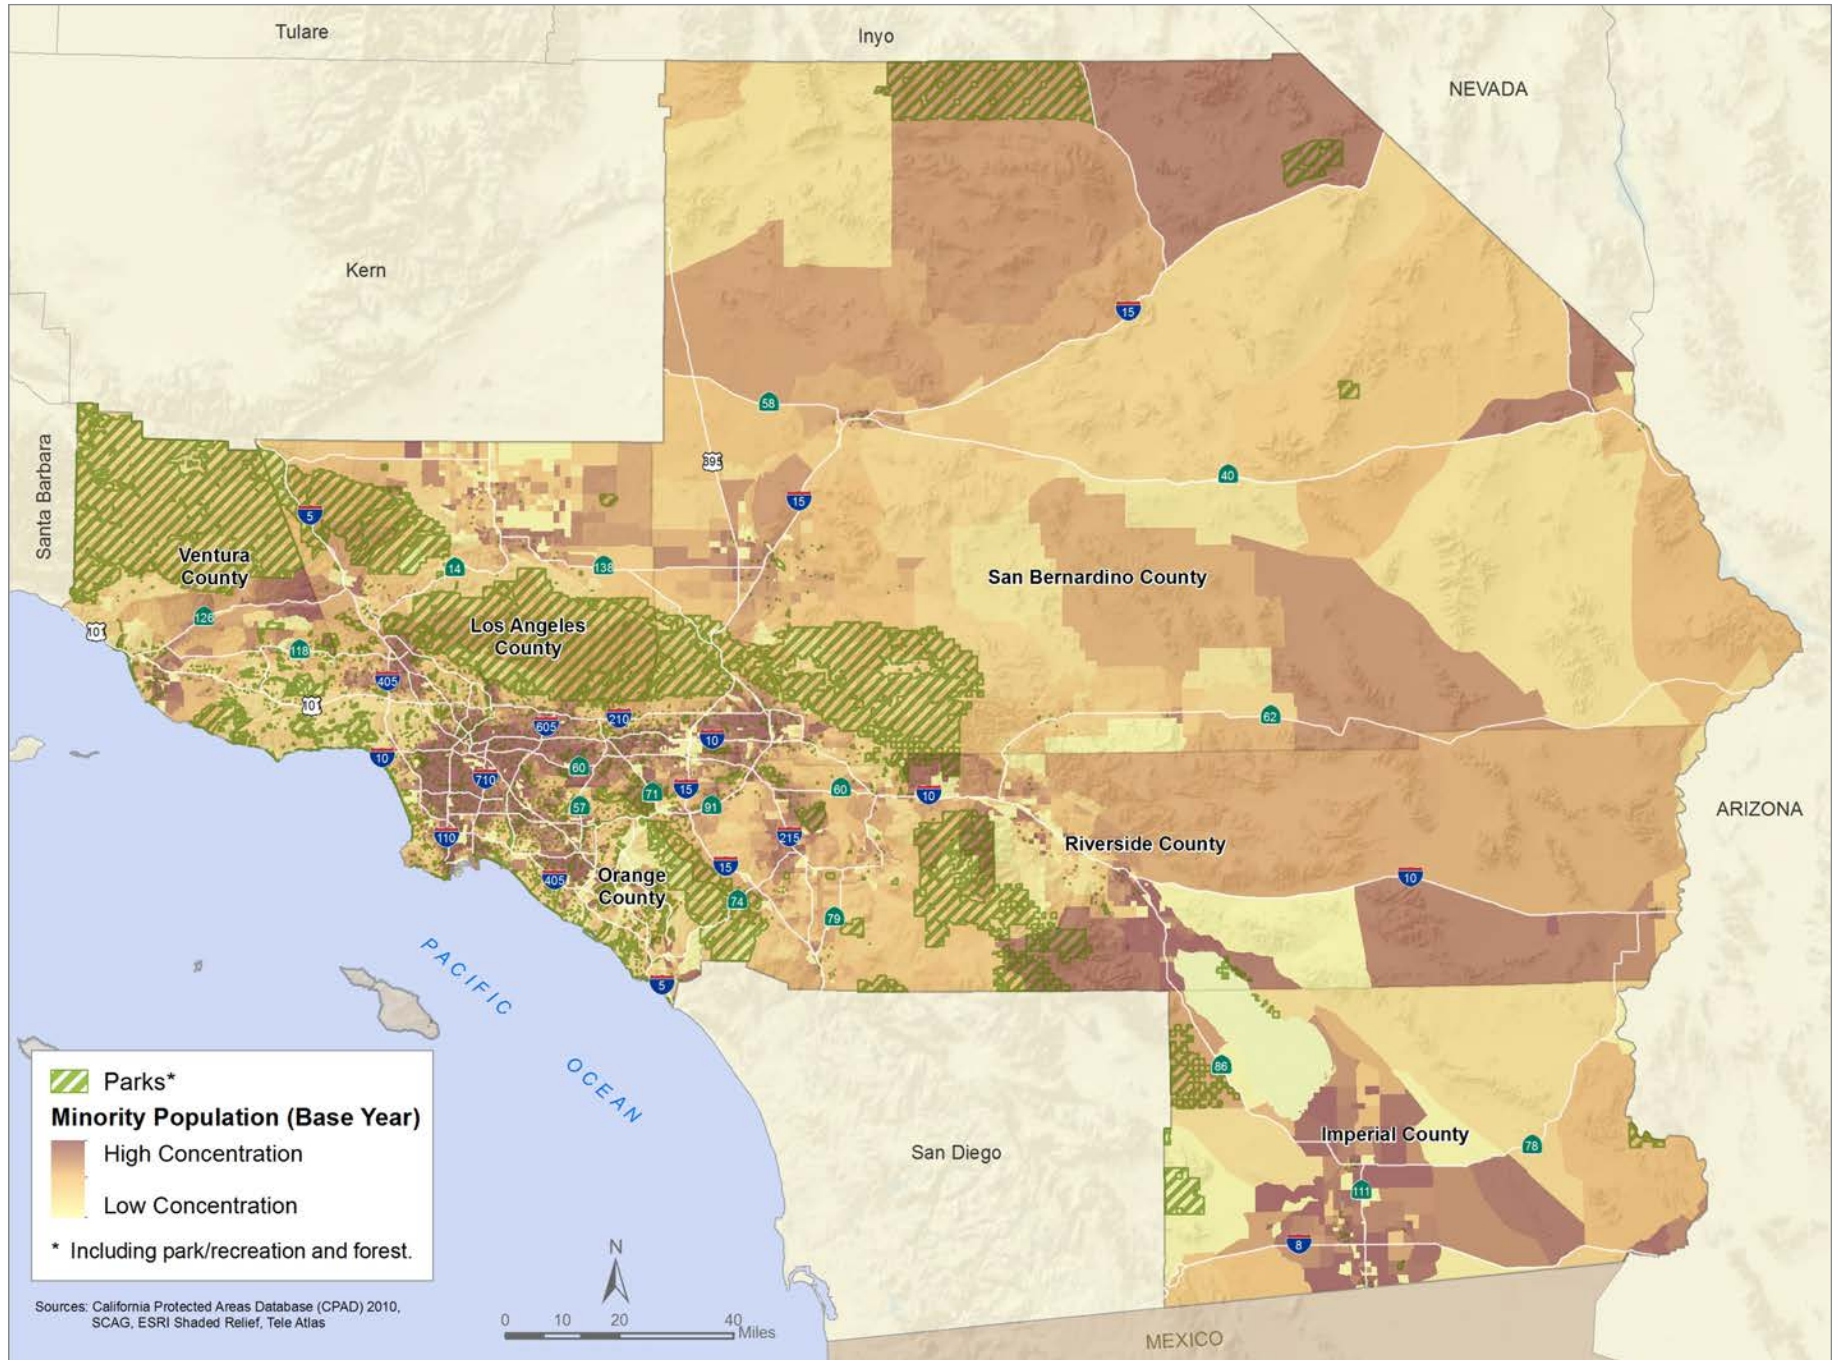 Tulare
Inyo
NEVADA
Kern
15
58
395
40
Santa Barbara
15
5
Ventura
County
14
138
San Bernardino County
126
Los Angeles
County
101
118
405
101
605
210
62
10
10
60
710
71
15
60
10
57
91
ARIZONA
110
215
Riverside County
15
10
405
Orange
County
74
79
PACIFIC
5
OCEAN
86
Imperial County
78
San Diego
111
8
Parks*
Minority Population (Base Year)
High Concentration
Low Concentration
* Including park/recreation and forest.
N
Sources: California Protected Areas Database (CPAD) 2010,
SCAG, ESRI Shaded Relief, Tele Atlas
0 10 20 40
Miles
MEXICO